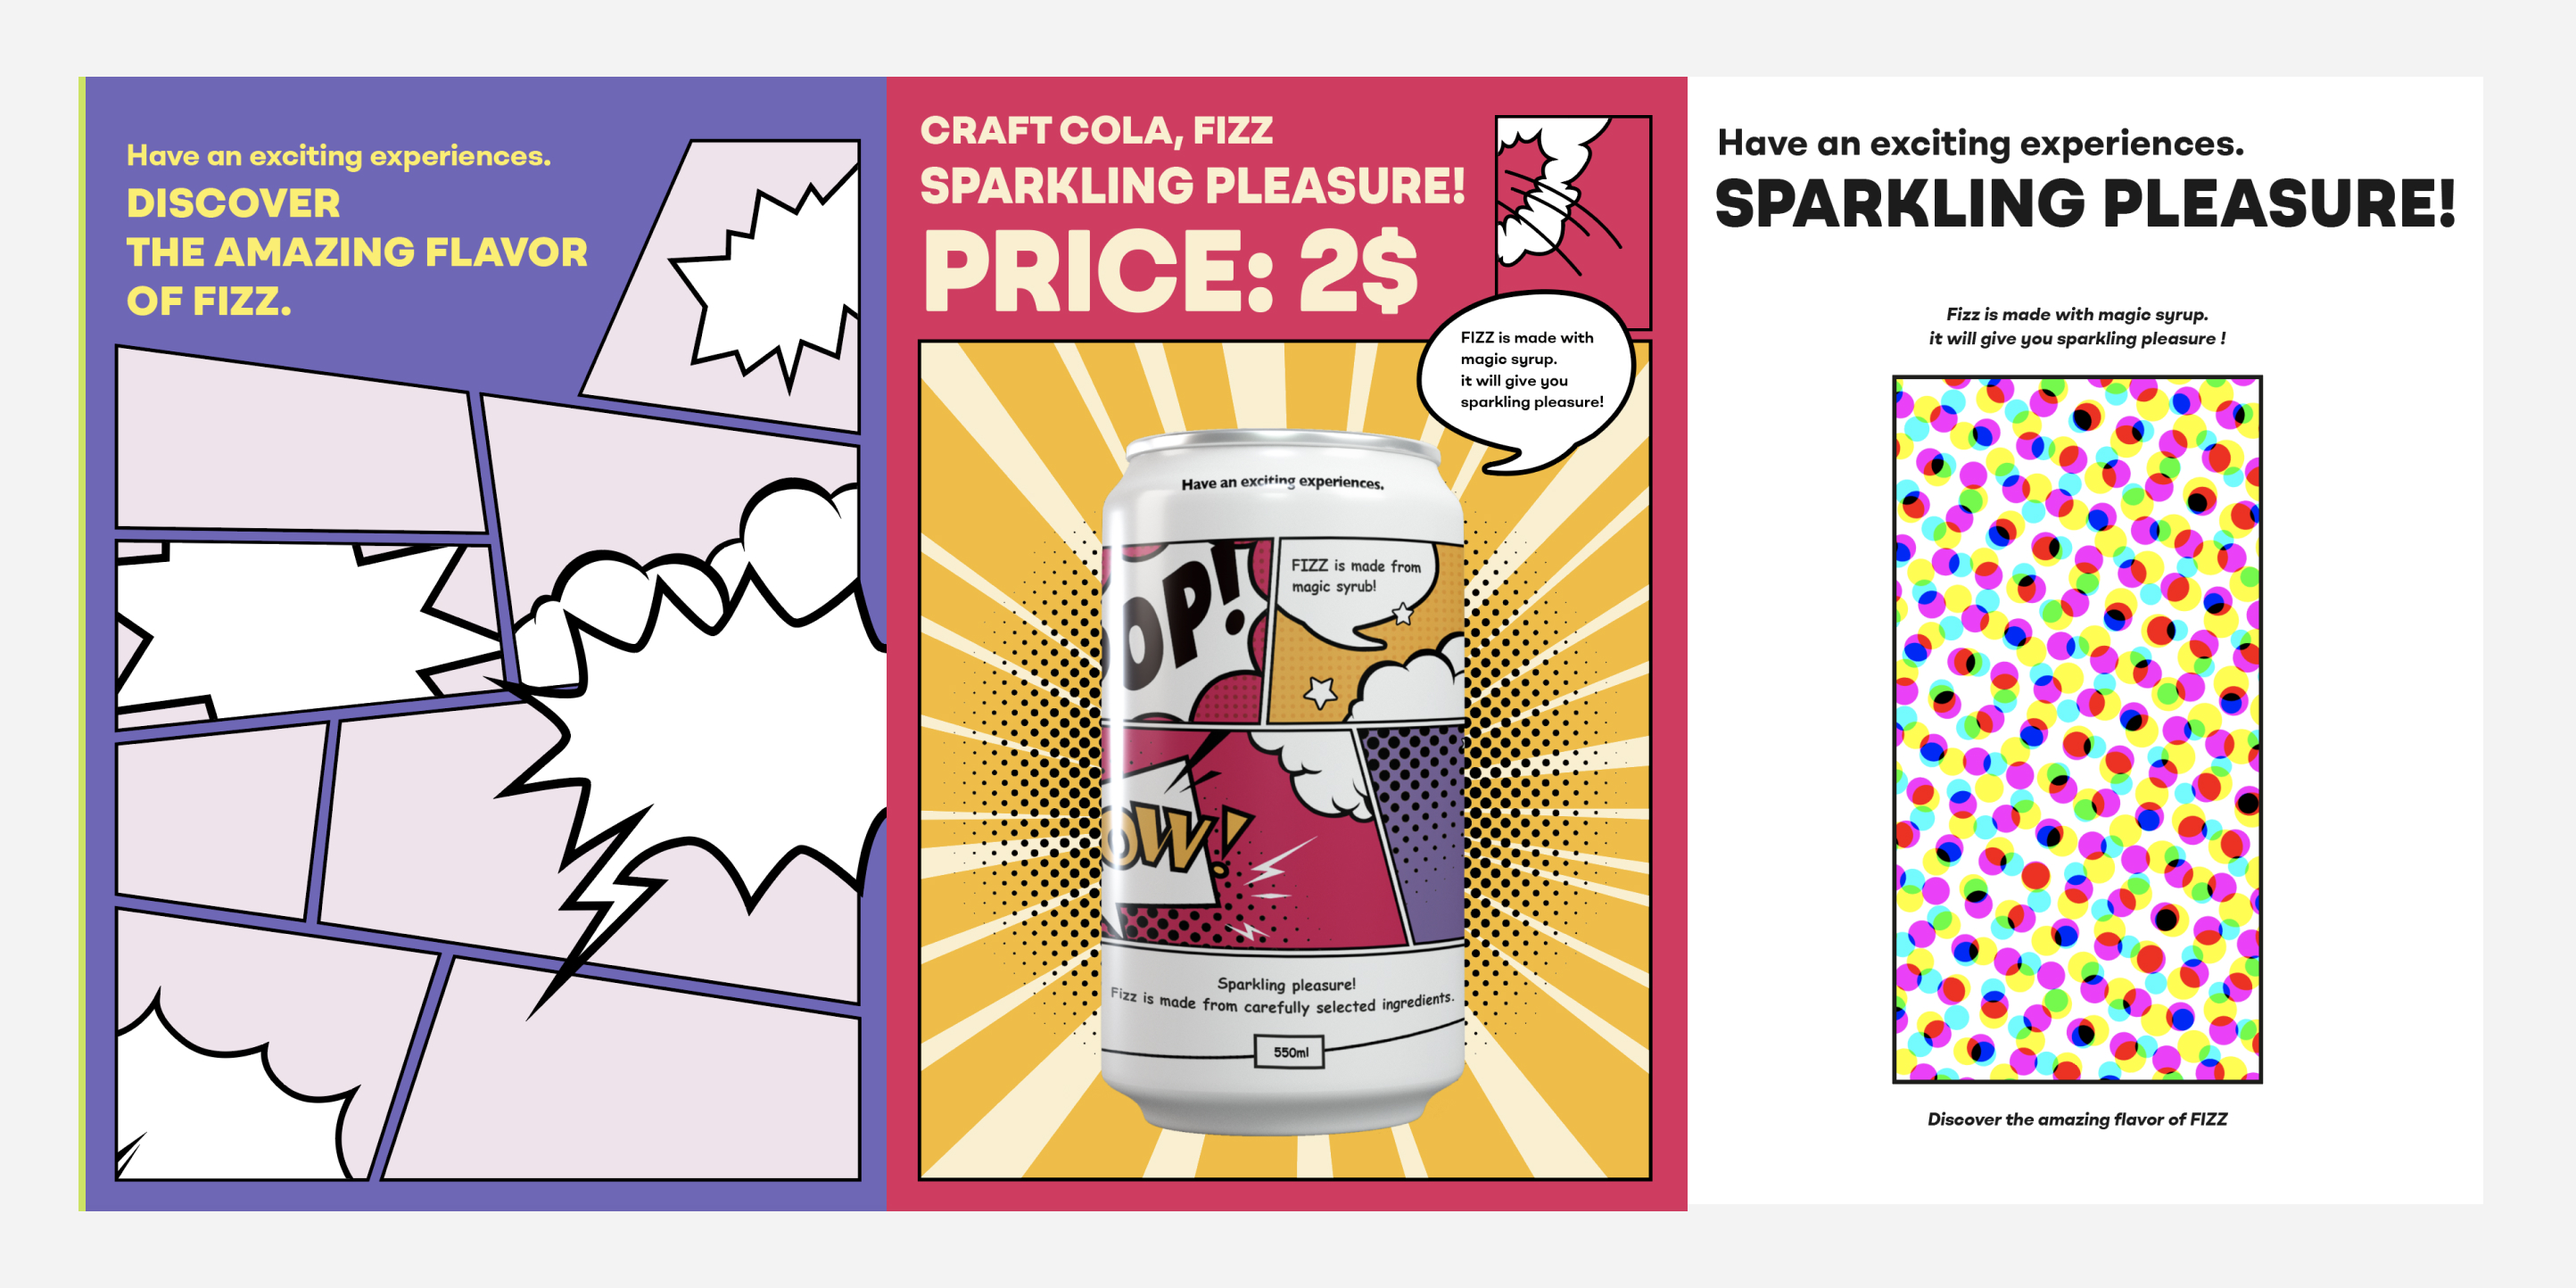 Have an exciting experiences.
DISCOVER
THE AMAZING FLAVOR
OF FIZZ.
CRAFT COLA, FIZZ
SPARKLING PLEASURE!
PRICE: 2$
FIZZ is made with
magic syrup.
it will give you
sparkling pleasure!
Have an exciting experiences.
OP!
FIZZ is made from
magic syrub!
OW!
Sparkling pleasure!
Fizz is made from carefully selected ingredients.
550ml
Have an exciting experiences.
SPARKLING PLEASURE!
Fizz is made with magic syrup.
it will give you sparkling pleasure !
Discover the amazing flavor of FIZZ